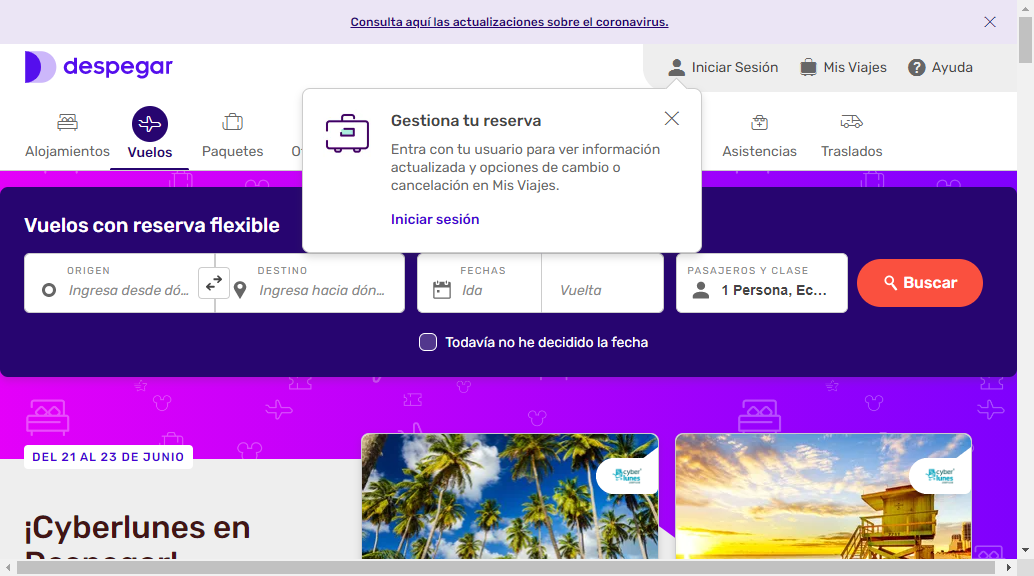 Consulta aquí las actualizaciones sobre el coronavirus.
despegar
Iniciar Sesión
Mis Viajes
? Ayuda
Alojamientos
Vuelos
Paquetes
Asistencias
Traslados
Gestiona tu reserva
Entra con tu usuario para ver información
actualizada y opciones de cambio o
cancelación en Mis Viajes.
Iniciar sesión
Vuelos con reserva flexible
ORIGEN
Ingresa desde dó...
DESTINO
Ingresa hacia dón...
FECHAS
Ida
Vuelta
PASAJEROS Y CLASE
1 Persona, Ec...
Buscar
Todavía no he decidido la fecha
DEL 21 AL 23 DE JUNIO
¡Cyberlunes en
Despegar!
cyber
lunes
cyber
lunes